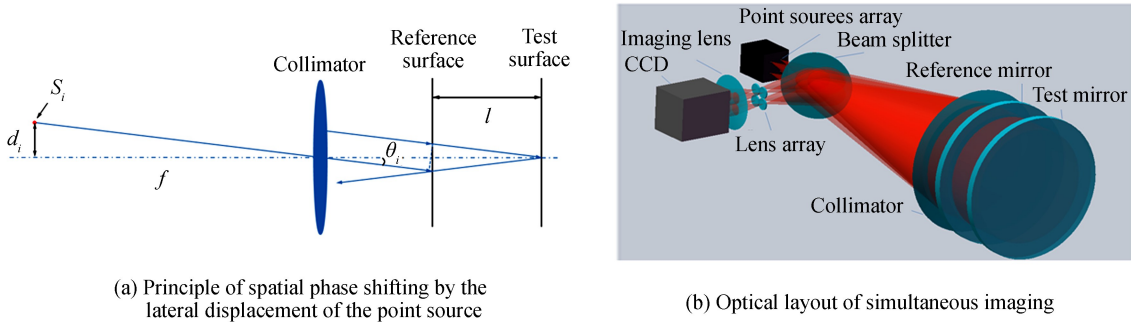 S_i
d_i
f
Collimator
θ_i
Reference
surface
Test
surface
l
(a) Principle of spatial phase shifting by the
lateral displacement of the point source
Point sourees array
Imaging lens
Beam splitter
CCD
Reference mirror
Test mirror
Lens array
Collimator
(b) Optical layout of simultaneous imaging